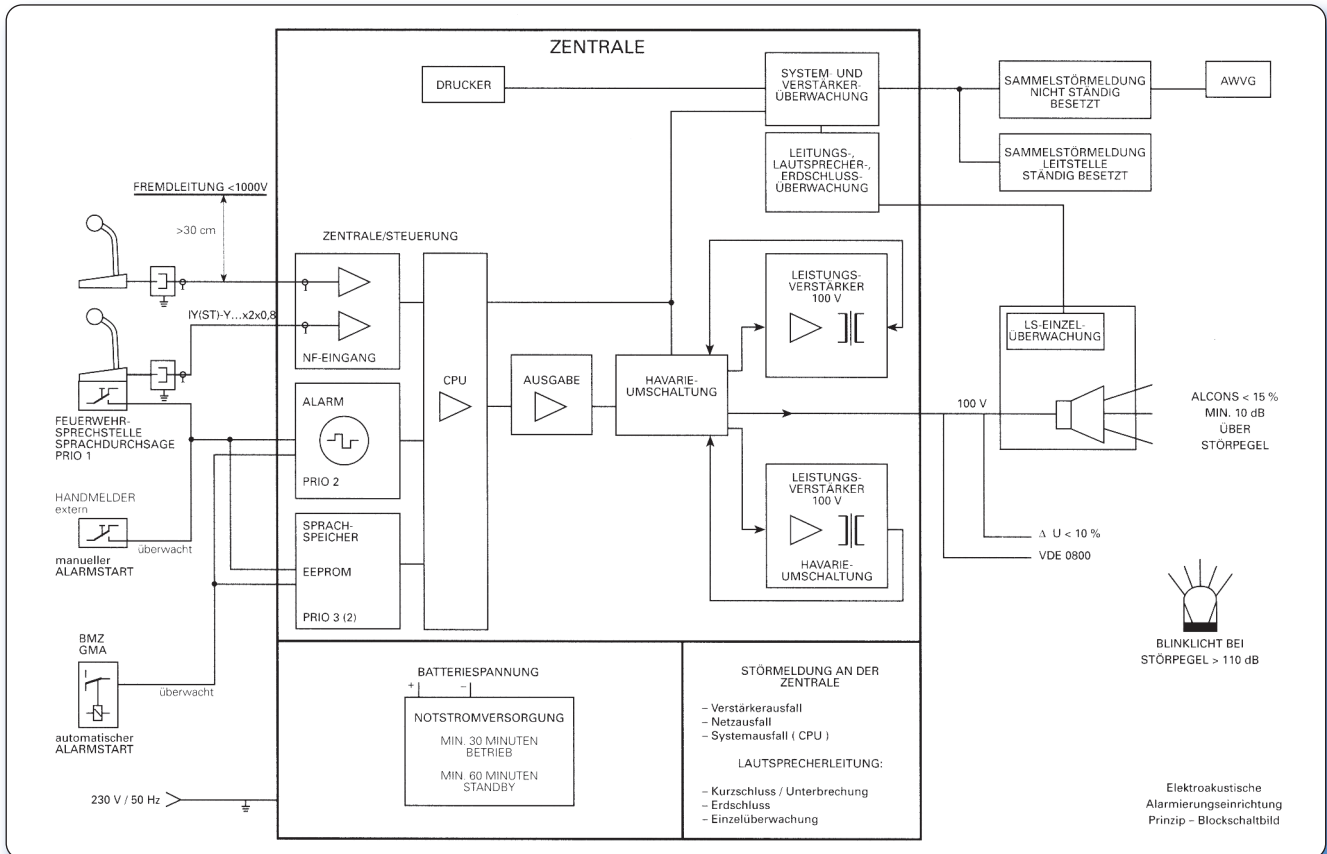 ZENTRALE
DRUCKER
SYSTEM- UND
VERSTÄRKER-
ÜBERWACHUNG
SAMMELSTÖRMELDUNG
NICHT STÄNDIG
BESETZT
AWVG
LEITUNGS-,
LAUTSPRECHER-,
ERDSCHLUSS-
ÜBERWACHUNG
SAMMELSTÖRMELDUNG
LEITSTELLE
STÄNDIG BESETZT
FREMDLEITUNG <1000V
>30 cm
ZENTRALE/STEUERUNG
IY(ST)-Y...x2x0,8
NF-EINGANG
FEUERWEHR-
SPRECHSTELLE
SPRACHDURCHSAGE
PRIO 1
ALARM
PRIO 2
HANDMELDER
extern
überwacht
manueller
ALARMSTART
SPRACH-
SPEICHER
EEPROM
PRIO 3 (2)
CPU
AUSGABE
HAVARIE-
UMSCHALTUNG
LEISTUNGS-
VERSTÄRKER
100 V
LEISTUNGS-
VERSTÄRKER
100 V
HAVARIE-
UMSCHALTUNG
LS-EINZEL-
ÜBERWACHUNG
100 V
ALCONS < 15 %
MIN. 10 dB
ÜBER
STÖRPEGEL
Δ U < 10 %
VDE 0800
BLINKLICHT BEI
STÖRPEGEL > 110 dB
BMZ
GMA
überwacht
automatischer
ALARMSTART
230 V / 50 Hz
BATTERIESPANNUNG
+ –
NOTSTROMVERSORGUNG
MIN. 30 MINUTEN
BETRIEB
MIN. 60 MINUTEN
STANDBY
STÖRMELDUNG AN DER
ZENTRALE
– Verstärkerausfall
– Netzausfall
– Systemausfall ( CPU )
LAUTSPRECHERLEITUNG:
– Kurzschluss / Unterbrechung
– Erdschluss
– Einzelüberwachung
Elektroakustische
Alarmierungseinrichtung
Prinzip – Blockschaltbild